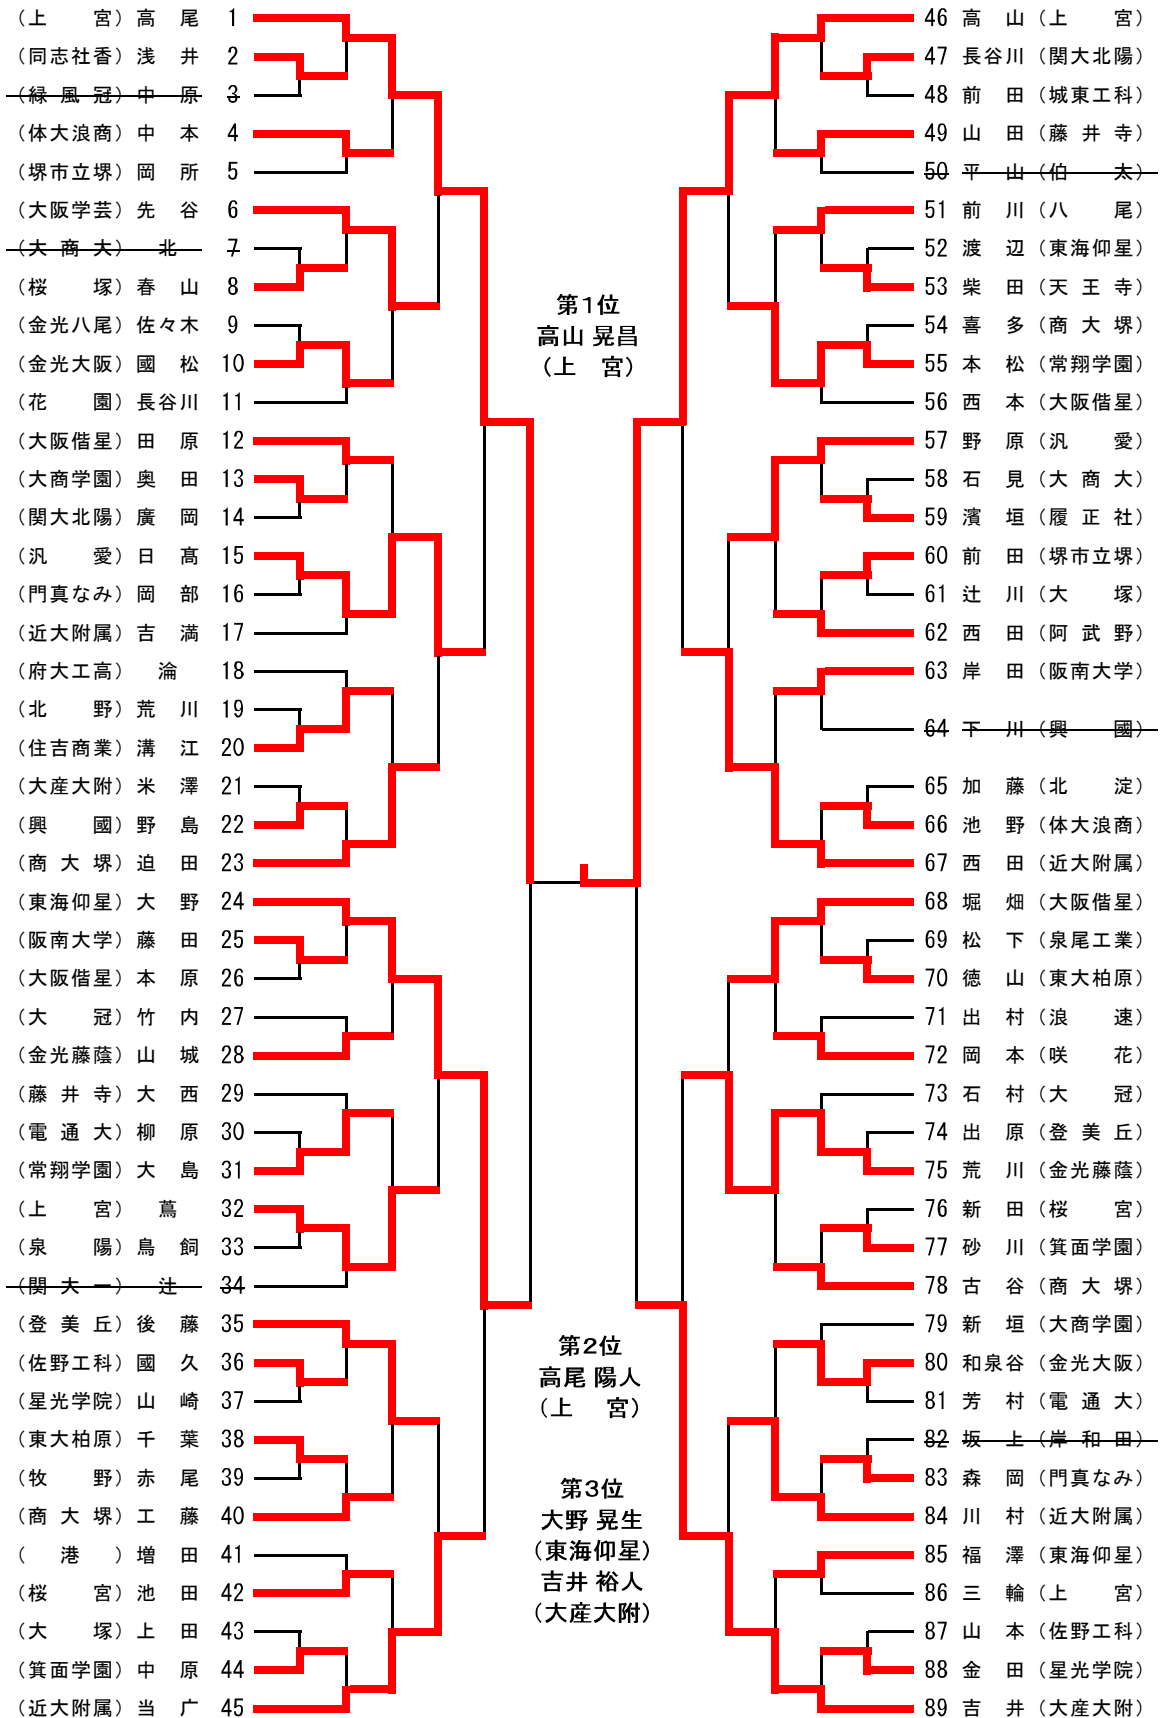 (上　宮) 高 尾 1
(同志社香) 浅 井 2
(緑 風 冠) 中 原 3
(体大浪商) 中 本 4
(堺市立堺) 岡 所 5
(大阪学芸) 先 谷 6
(大 商 大) 北 7
(桜　塚) 春 山 8
(金光八尾) 佐々木 9
(金光大阪) 國 松 10
(花　園) 長谷川 11
(大阪偕星) 田 原 12
(大商学園) 奥 田 13
(関大北陽) 廣 岡 14
(汎　愛) 日 髙 15
(門真なみ) 岡 部 16
(近大附属) 吉 満 17
(府大工高) 淪 18
(北　野) 荒 川 19
(住吉商業) 溝 江 20
(大産大附) 米 澤 21
(興　國) 野 島 22
(商 大 堺) 迫 田 23
(東海仰星) 大 野 24
(阪南大学) 藤 田 25
(大阪偕星) 本 原 26
(大　冠) 竹 内 27
(金光藤蔭) 山 城 28
(藤 井 寺) 大 西 29
(電 通 大) 柳 原 30
(常翔学園) 大 島 31
(上　宮) 蔦 32
(泉　陽) 鳥 飼 33
(関 大 一) 辻 34
(登 美 丘) 後 藤 35
(佐野工科) 國 久 36
(星光学院) 山 崎 37
(東大柏原) 千 葉 38
(牧　野) 赤 尾 39
(商 大 堺) 工 藤 40
(　港　) 増 田 41
(桜　宮) 池 田 42
(大　塚) 上 田 43
(箕面学園) 中 原 44
(近大附属) 当 广 45
第1位
高山 晃昌
(上　宮)
第2位
高尾 陽人
(上　宮)
第3位
大野 晃生
(東海仰星)
吉井 裕人
(大産大附)
46 高 山 (上　宮)
47 長谷川 (関大北陽)
48 前 田 (城東工科)
49 山 田 (藤 井 寺)
50 平 山 (伯　太)
51 前 川 (八　尾)
52 渡 辺 (東海仰星)
53 柴 田 (天 王 寺)
54 喜 多 (商 大 堺)
55 本 松 (常翔学園)
56 西 本 (大阪偕星)
57 野 原 (汎　愛)
58 石 見 (大 商 大)
59 濱 垣 (履 正 社)
60 前 田 (堺市立堺)
61 辻 川 (大　塚)
62 西 田 (阿 武 野)
63 岸 田 (阪南大学)
64 下 川 (興　國)
65 加 藤 (北　淀)
66 池 野 (体大浪商)
67 西 田 (近大附属)
68 堀 畑 (大阪偕星)
69 松 下 (泉尾工業)
70 徳 山 (東大柏原)
71 出 村 (浪　速)
72 岡 本 (咲　花)
73 石 村 (大　冠)
74 出 原 (登 美 丘)
75 荒 川 (金光藤蔭)
76 新 田 (桜　宮)
77 砂 川 (箕面学園)
78 古 谷 (商 大 堺)
79 新 垣 (大商学園)
80 和泉谷 (金光大阪)
81 芳 村 (電 通 大)
82 坂 上 (岸 和 田)
83 森 岡 (門真なみ)
84 川 村 (近大附属)
85 福 澤 (東海仰星)
86 三 輪 (上　宮)
87 山 本 (佐野工科)
88 金 田 (星光学院)
89 吉 井 (大産大附)